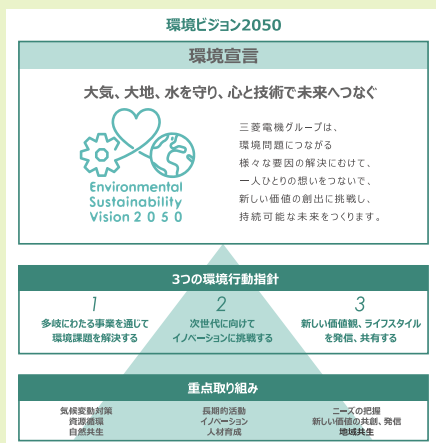 環境ビジョン2050
環境宣言
大気、大地、水を守り、心と技術で未来へつなぐ
Environmental
Sustainability
Vision 2050
三菱電機グループは、
環境問題につながる
様々な要因の解決にむけて、
一人ひとりの想いをつないで、
新しい価値の創出に挑戦し、
持続可能な未来をつくります。
3つの環境行動指針
1
多岐にわたる事業を通じて
環境課題を解決する
2
次世代に向けて
イノベーションに挑戦する
3
新しい価値観、ライフスタイル
を発信、共有する
重点取り組み
気候変動対策
資源循環
自然共生
長期的活動
イノベーション
人材育成
ニーズの把握
新しい価値の共創、発信
地域共生